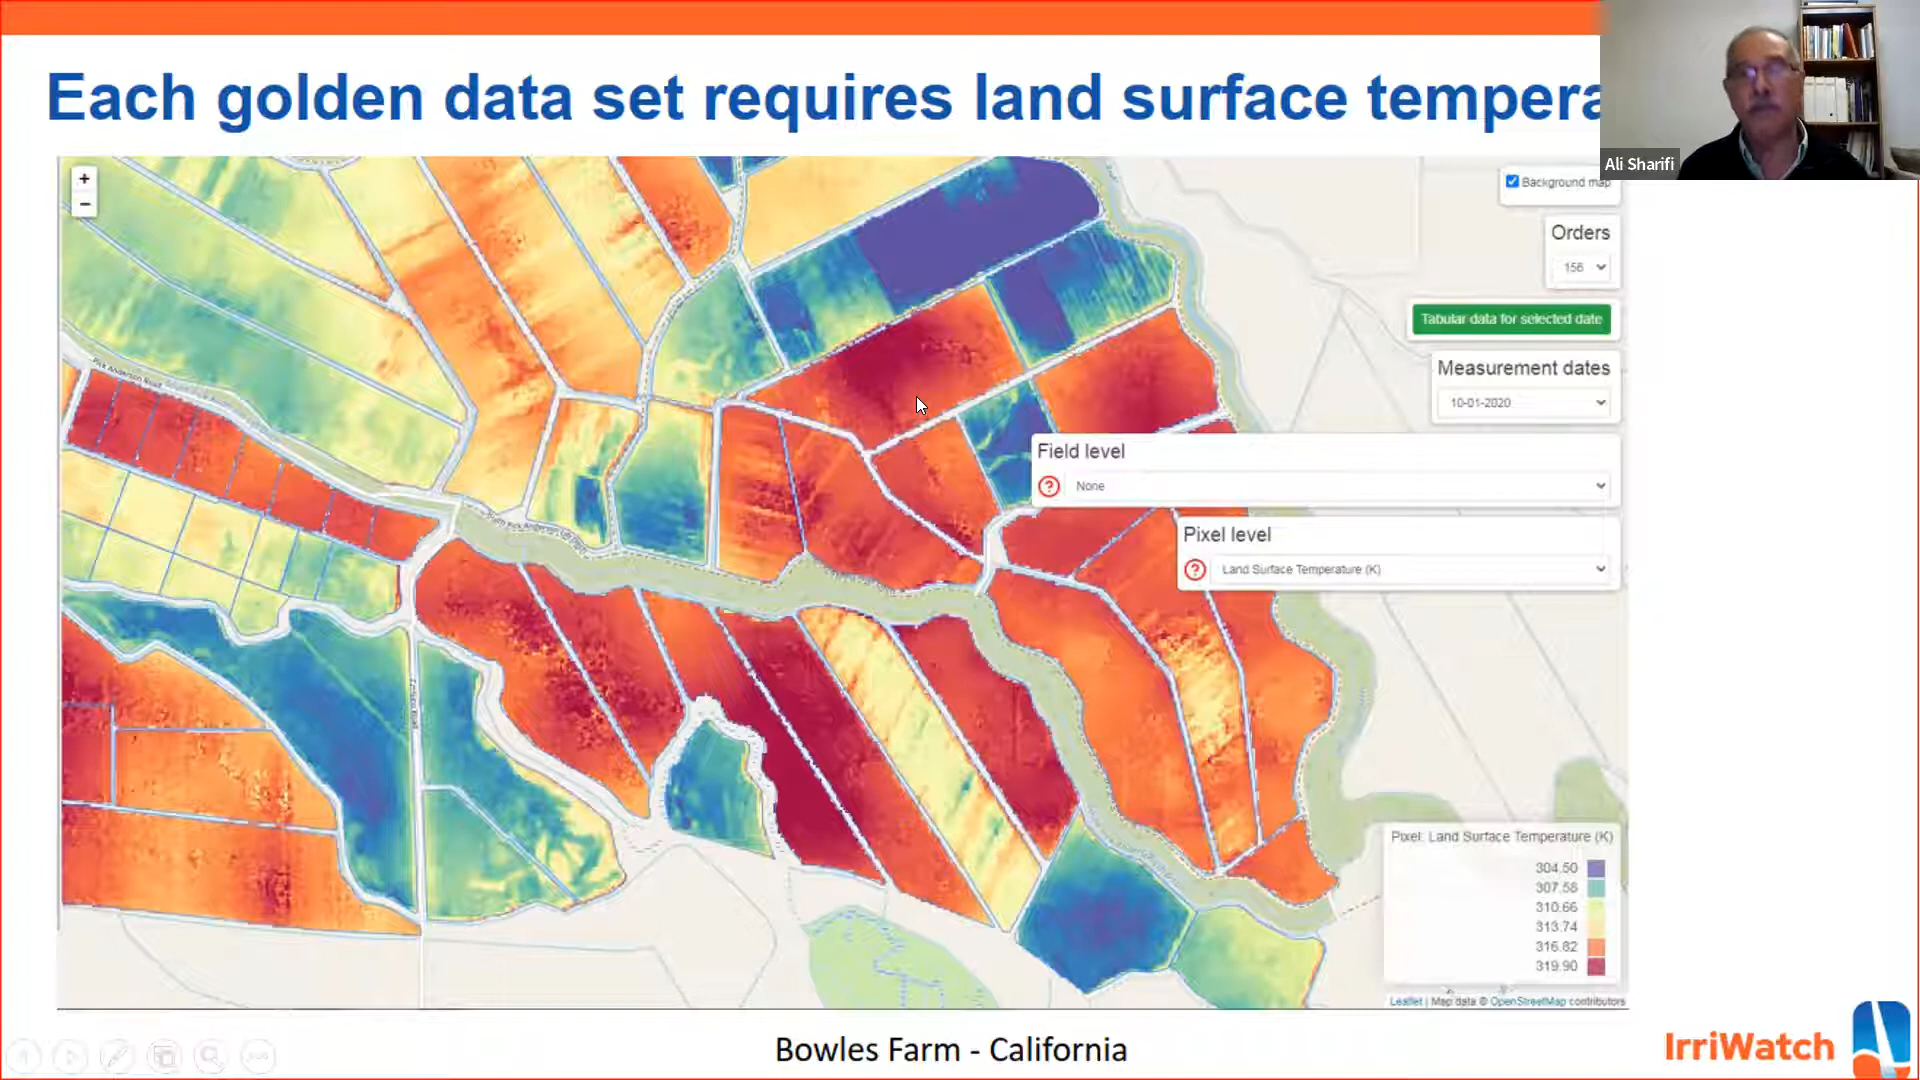 Each golden data set requires land surface tempera
Ali Sharifi
+
−
Background map
Orders
156
Tabular data for selected date
Measurement dates
10-01-2020
Field level
? None
Pixel level
? Land Surface Temperature (K)
Pick Anderson Road
Pixel: Land Surface Temperature (K)
304.50
307.58
310.66
313.74
316.82
319.90
Leaflet | Map data © OpenStreetMap contributors
Bowles Farm - California
IrriWatch